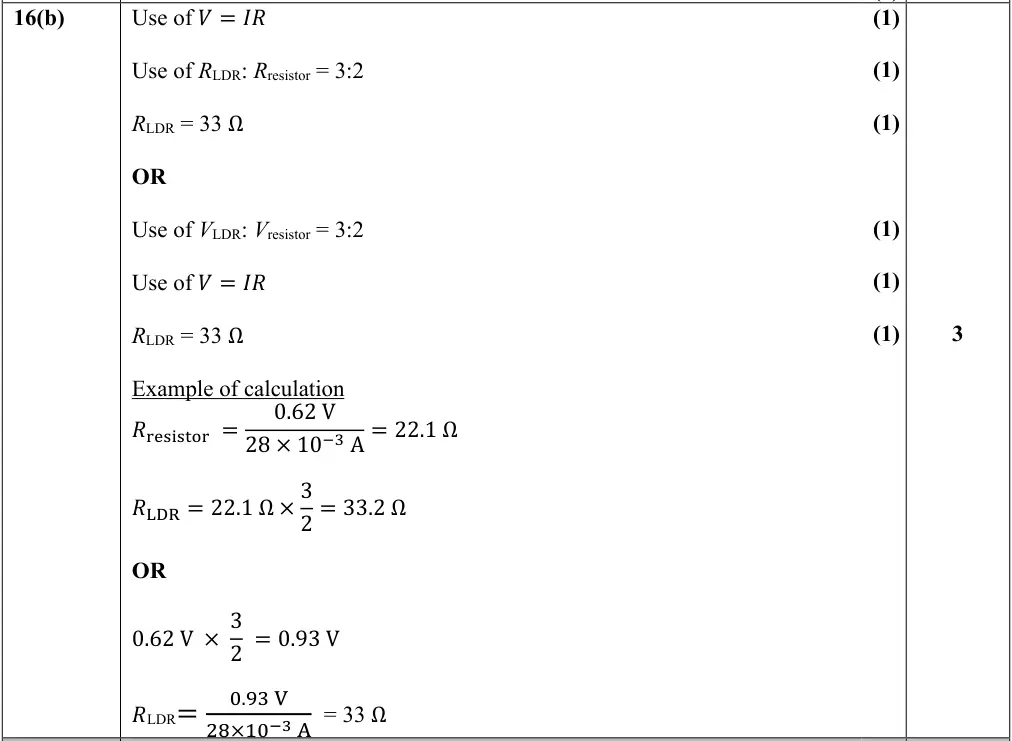 16(b) Use of 𝑉 = 𝐼𝑅 (1)
Use of R_LDR: R_resistor = 3:2 (1)
R_LDR = 33 Ω (1)
OR
Use of V_LDR: V_resistor = 3:2 (1)
Use of 𝑉 = 𝐼𝑅 (1)
R_LDR = 33 Ω (1) 3
Example of calculation
R_resistor = 0.62 V / 28 × 10⁻³ A = 22.1 Ω
R_LDR = 22.1 Ω × 3/2 = 33.2 Ω
OR
0.62 V × 3/2 = 0.93 V
R_LDR = 0.93 V / 28×10⁻³ A = 33 Ω